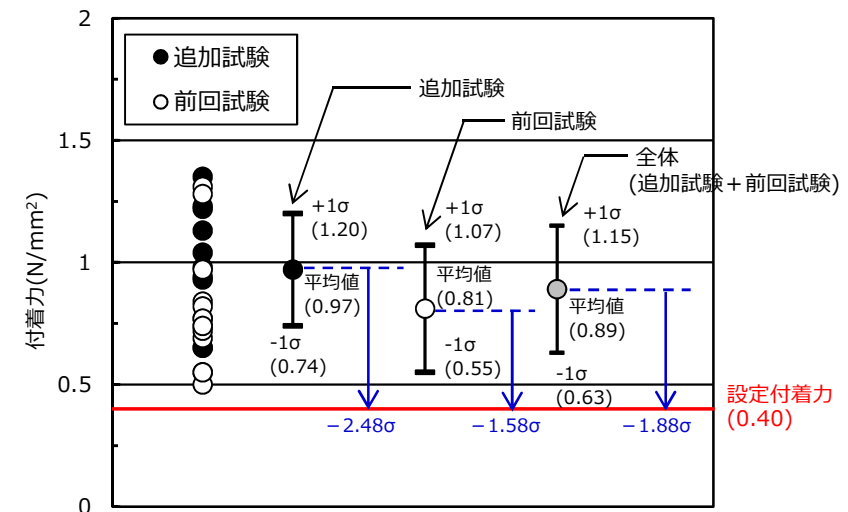 2
追加試験
前回試験
追加試験
前回試験
全体
(追加試験＋前回試験)
1.5
+1σ
(1.20)
+1σ
(1.07)
+1σ
(1.15)
付着力(N/mm²)
1
平均値
(0.97)
平均値
(0.81)
平均値
(0.89)
-1σ
(0.74)
-1σ
(0.55)
-1σ
(0.63)
0.5
設定付着力
(0.40)
－2.48σ
－1.58σ
－1.88σ
0